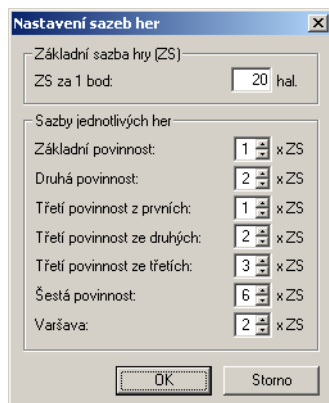 Nastavení sazeb her
Základní sazba hry (ZS)
ZS za 1 bod: 20 hal.
Sazby jednotlivých her
Základní povinnost: 1 x ZS
Druhá povinnost: 2 x ZS
Třetí povinnost z prvních: 1 x ZS
Třetí povinnost ze druhých: 2 x ZS
Třetí povinnost ze třetích: 3 x ZS
Šestá povinnost: 6 x ZS
Varšava: 2 x ZS
OK Storno